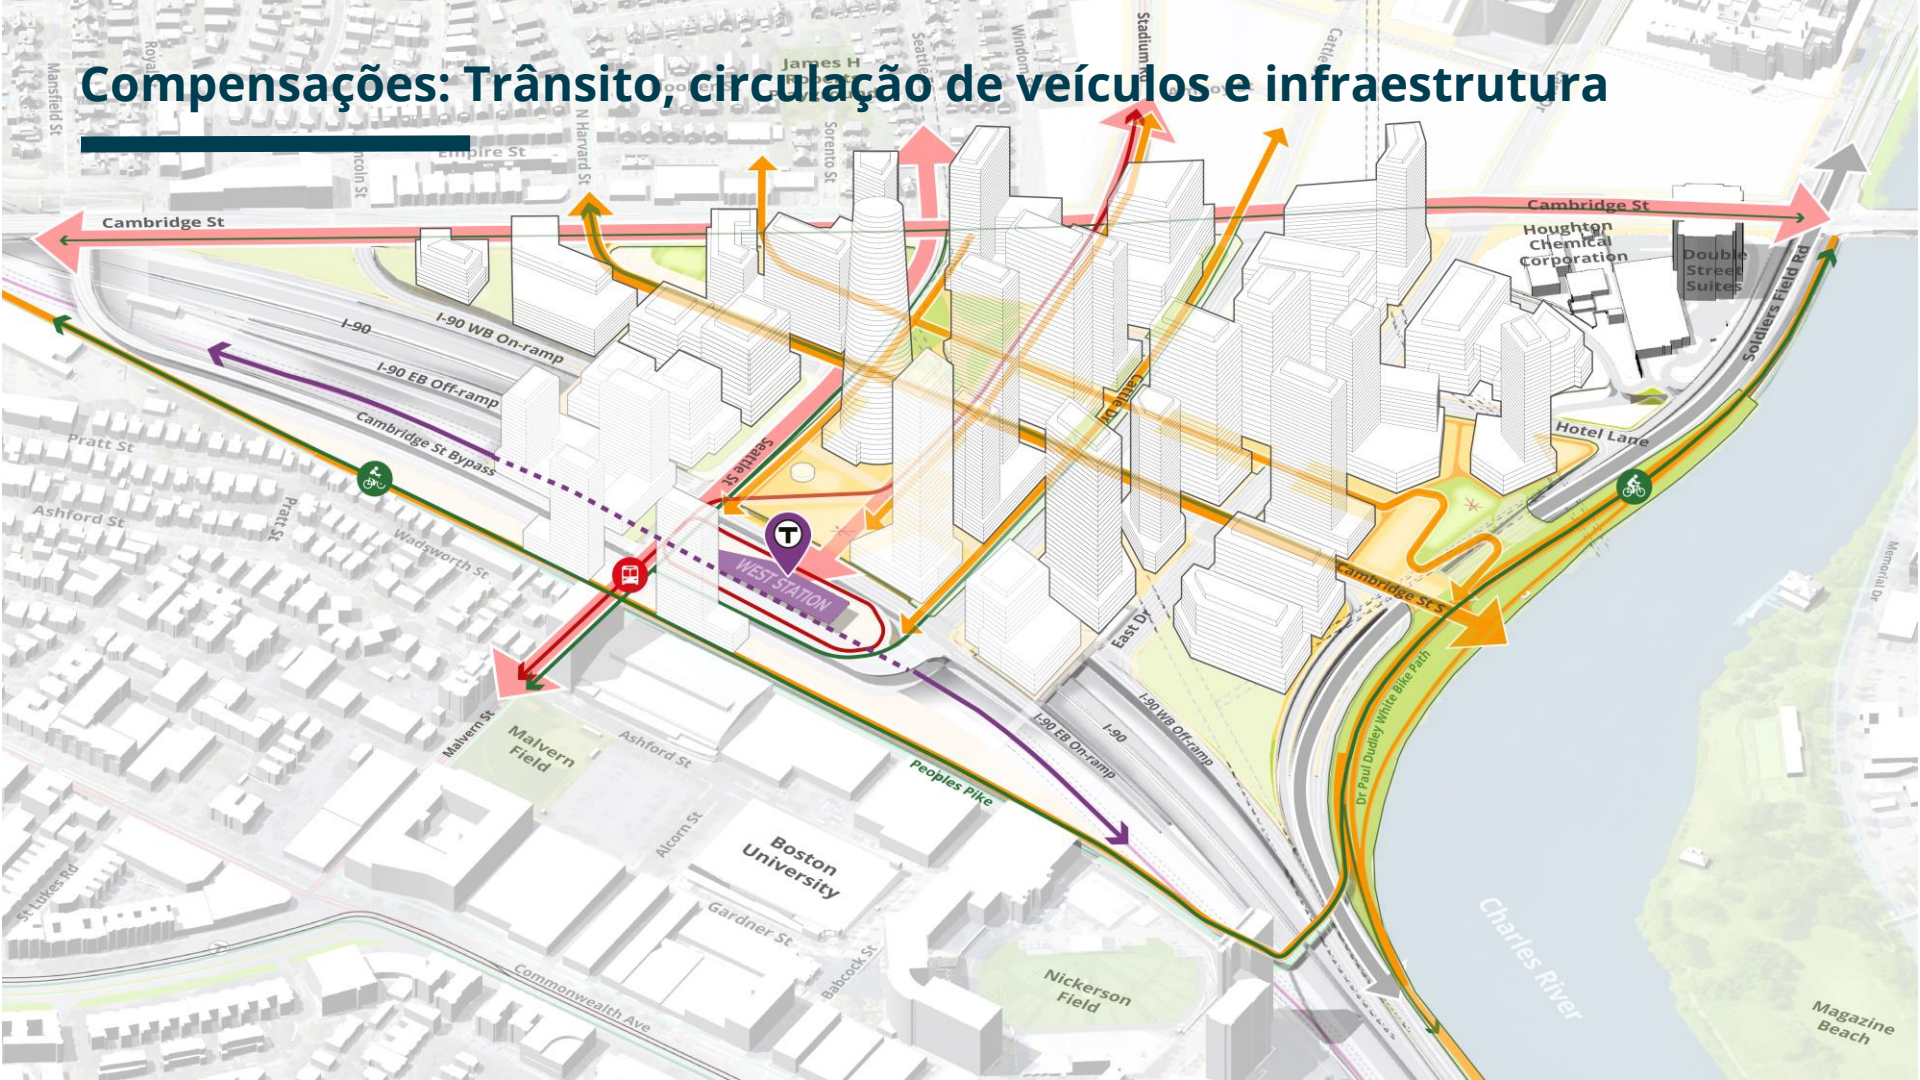 Compensações: Trânsito, circulação de veículos e infraestrutura
Mansfield St
James H
Roberts
Empire St
N Harvard St
Sorento St
Cambridge St
Cambridge St
Houghton
Chemical
Corporation
Double
Street
Suites
Soldiers Field Rd
I-90
I-90 WB On-ramp
I-90 EB Off-ramp
Cambridge St Bypass
Cattle Dr
Seattle St
Hotel Lane
Pratt St
Pratt St
Ashford St
Wadsworth St
T
WEST STATION
Cambridge St S
East Dr
Memorial Dr
Dr Paul Dudley White Bike Path
Malvern St
Malvern
Field
Ashford St
Peoples Pike
I-90 EB On-ramp
I-90
I-90 WB Off-ramp
Alcorn St
Boston
University
St Lukes Rd
Gardner St
Babcock St
Commonwealth Ave
Nickerson
Field
Charles River
Magazine
Beach